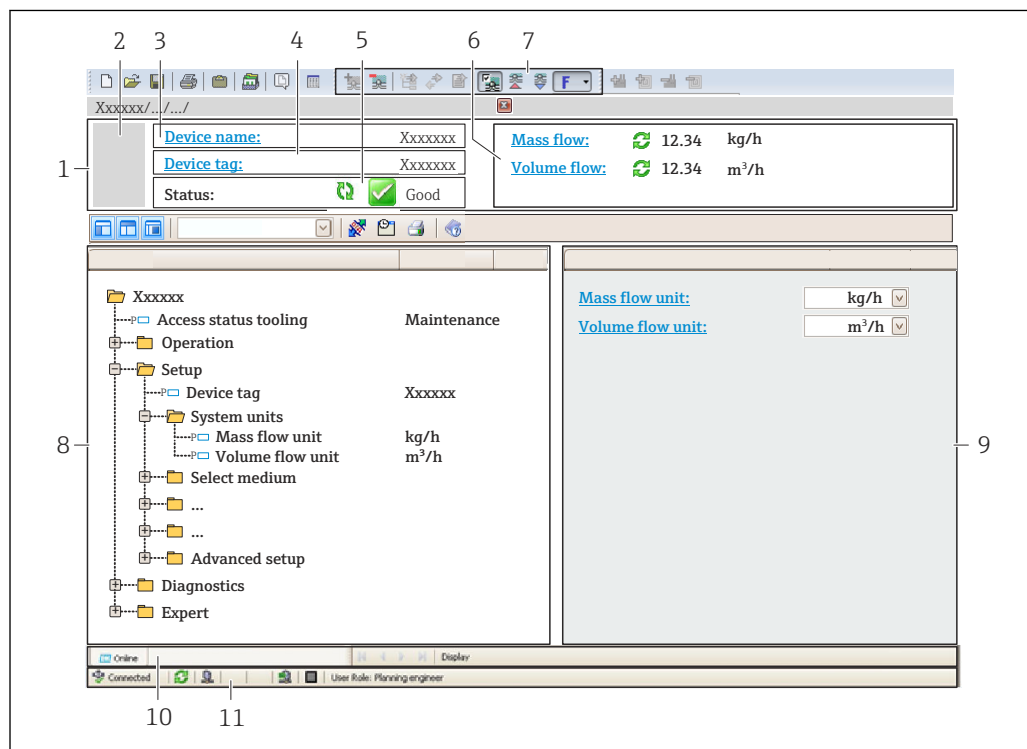 2 3 4 5 6 7
F
Xxxxxx/.../.../
1
Device name: Xxxxxxx
Device tag: Xxxxxxx
Status: Good
Mass flow: 12.34 kg/h
Volume flow: 12.34 m³/h
8
Xxxxxx
P Access status tooling Maintenance
Operation
Setup
P Device tag Xxxxxx
System units
P Mass flow unit kg/h
P Volume flow unit m³/h
Select medium
...
...
Advanced setup
Diagnostics
Expert
Mass flow unit: kg/h
Volume flow unit: m³/h
9
Online Display
Connected User Role: Planning engineer
10 11